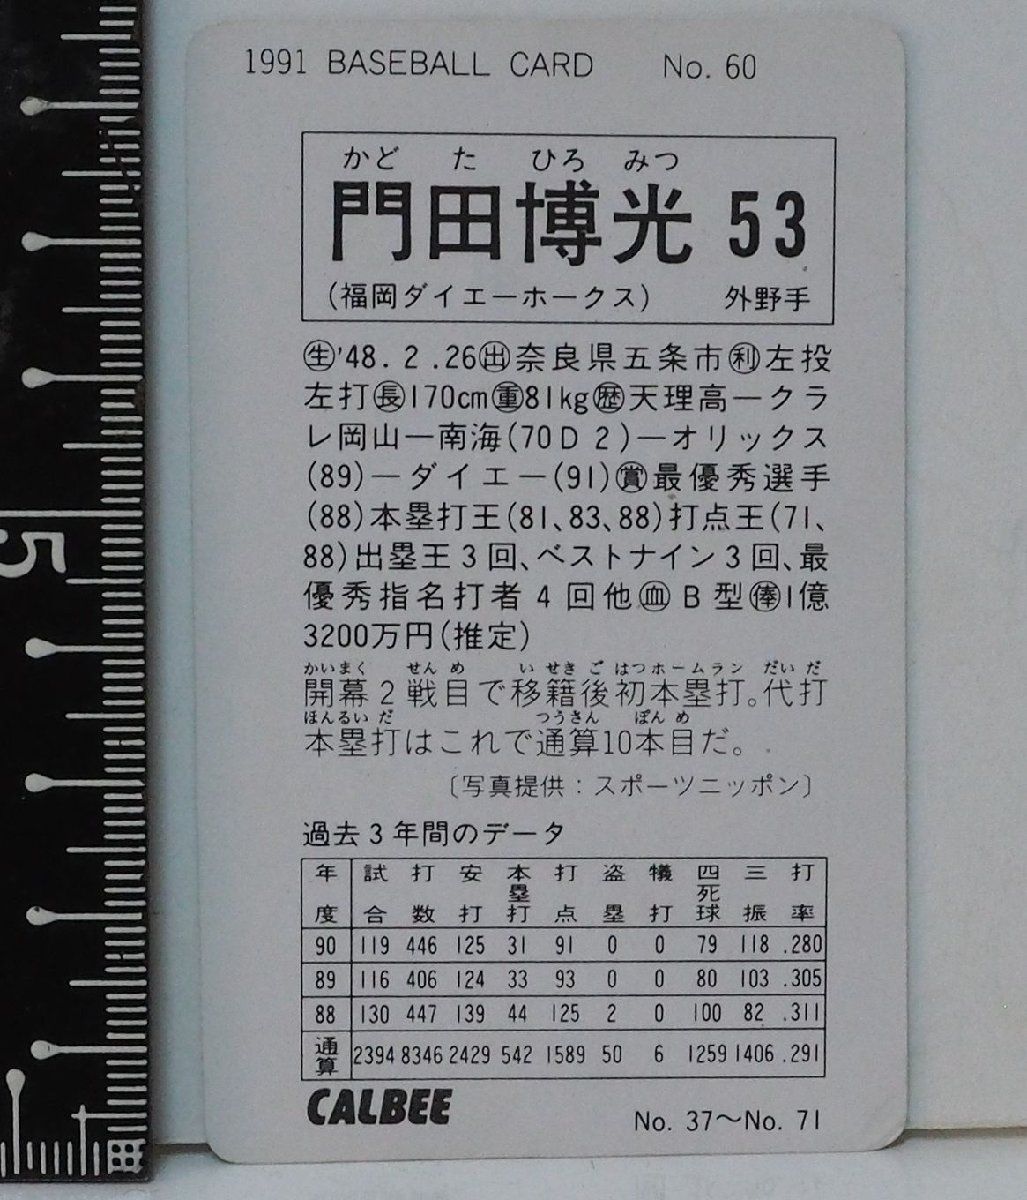 1991 BASEBALL CARD No. 60
かど た ひろ みつ
門田博光 53
(福岡ダイエーホークス) 外野手
㊤'48. 2 .26㊦奈良県五条市㊧左投
左打㊗170cm㊥81kg㊩天理高ークラ
レ岡山ー南海(70D 2)ーオリックス
(89)ーダイエー(91)賞最優秀選手
(88)本塁打王(81、83、88)打点王(71、
88)出塁王3回、ベストナイン3回、最
優秀指名打者4回他血B型俸1億
3200万円(推定)
かいまく せん め い せき ご はつホームラン だい だ
開幕2戦目で移籍後初本塁打。代打
ほんるい だ つうさん ぽん め
本塁打はこれで通算10本目だ。
〔写真提供：スポーツニッポン〕
過去3年間のデータ
年度 試合 打数 安打 本塁打 打点 盗塁 犠打 四死球 三振 打率
90 119 446 125 31 91 0 0 79 118 .280
89 116 406 124 33 93 0 0 80 103 .305
88 130 447 139 44 125 2 0 100 82 .311
通算 2394 8346 2429 542 1589 50 6 1259 1406 .291
CALBEE No. 37〜No. 71
5